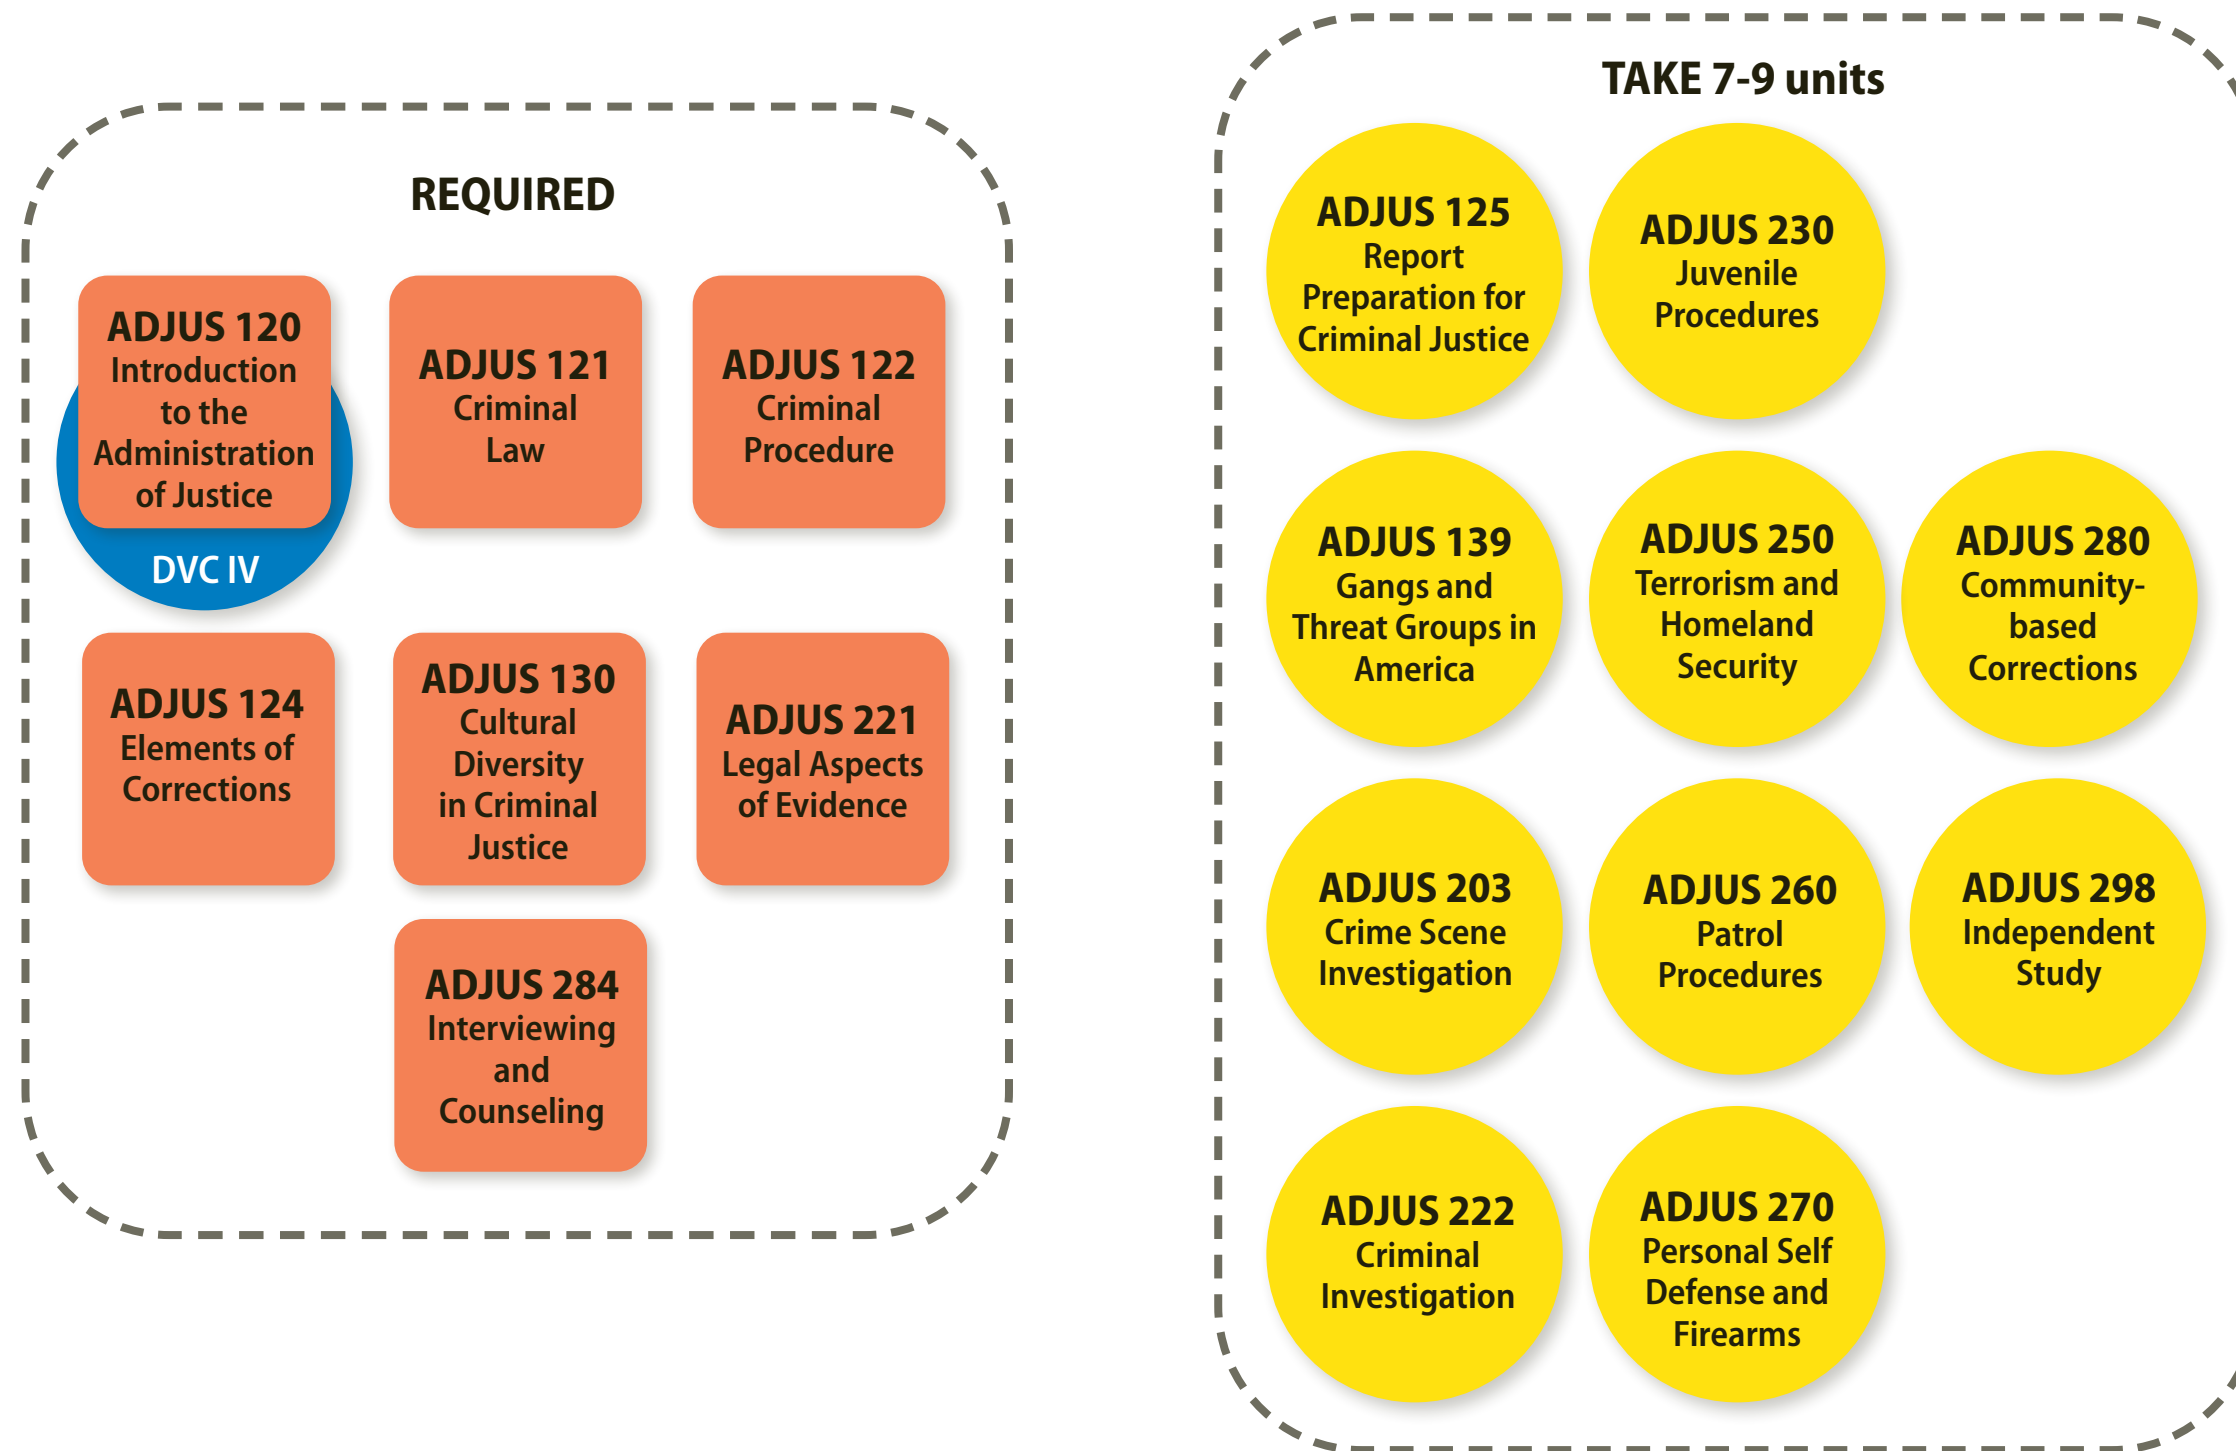 REQUIRED
ADJUS 120
Introduction
to the
Administration
of Justice
DVC IV
ADJUS 121
Criminal
Law
ADJUS 122
Criminal
Procedure
ADJUS 124
Elements of
Corrections
ADJUS 130
Cultural
Diversity
in Criminal
Justice
ADJUS 221
Legal Aspects
of Evidence
ADJUS 284
Interviewing
and
Counseling
TAKE 7-9 units
ADJUS 125
Report
Preparation for
Criminal Justice
ADJUS 230
Juvenile
Procedures
ADJUS 139
Gangs and
Threat Groups in
America
ADJUS 250
Terrorism and
Homeland
Security
ADJUS 280
Community-
based
Corrections
ADJUS 203
Crime Scene
Investigation
ADJUS 260
Patrol
Procedures
ADJUS 298
Independent
Study
ADJUS 222
Criminal
Investigation
ADJUS 270
Personal Self
Defense and
Firearms